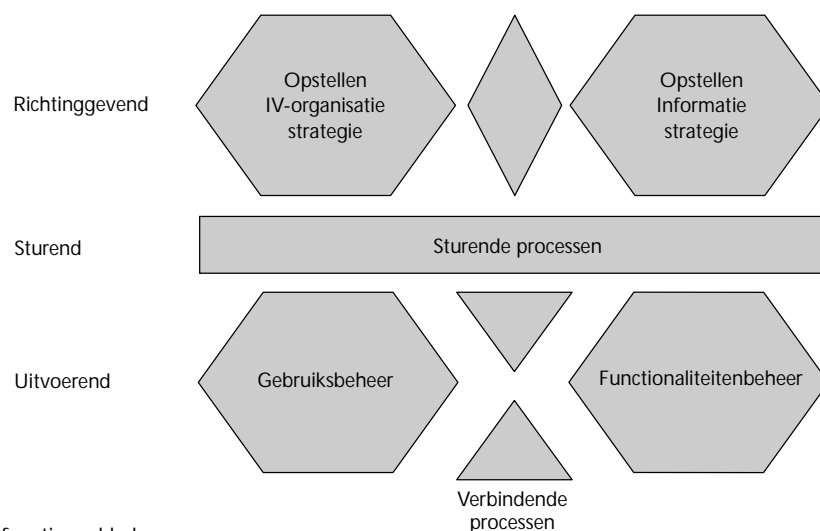 Richtinggevend
Opstellen
IV-organisatie
strategie
Opstellen
Informatie
strategie
Sturend
Sturende processen
Uitvoerend
Gebruiksbeheer
Functionaliteitenbeheer
Verbindende
processen